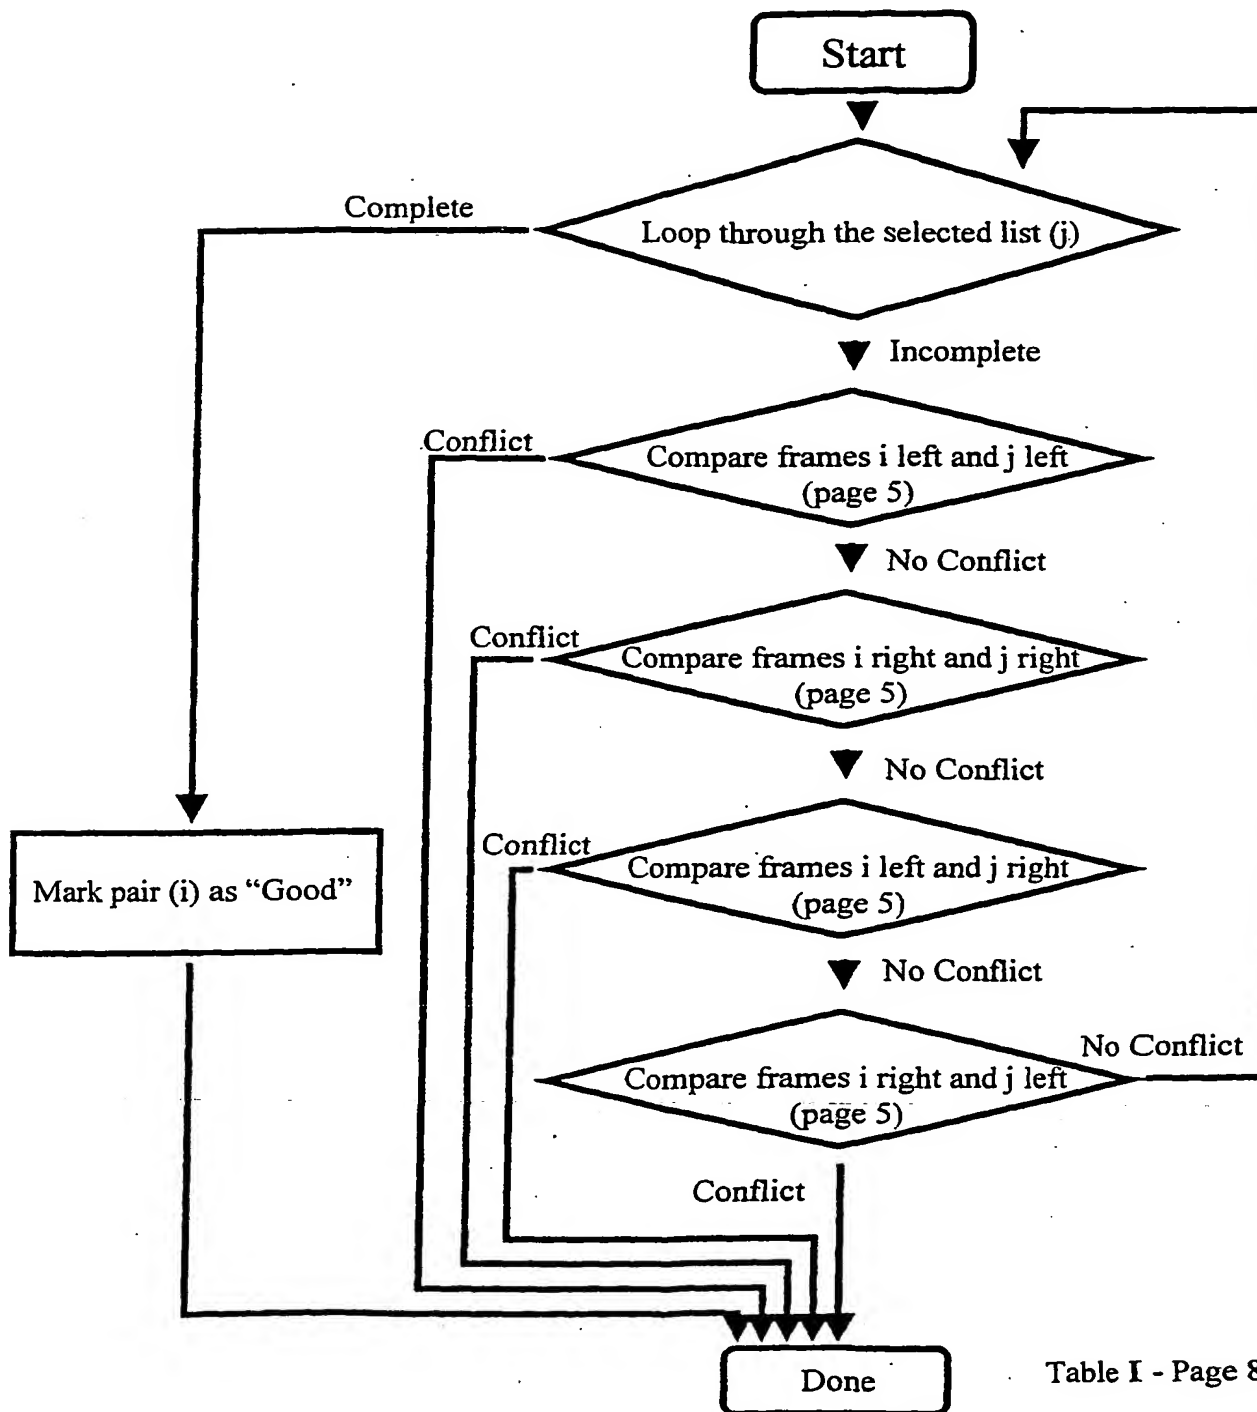 Start
Complete
Loop through the selected list (j)
Incomplete
Conflict
Compare frames i left and j left
(page 5)
No Conflict
Conflict
Compare frames i right and j right
(page 5)
No Conflict
Conflict
Compare frames i left and j right
(page 5)
Mark pair (i) as “Good”
No Conflict
No Conflict
Compare frames i right and j left
(page 5)
Conflict
Done
Table I - Page 8